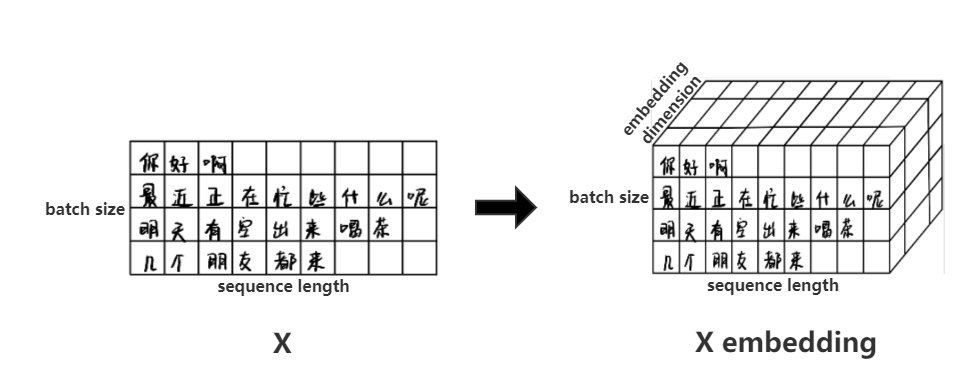 embedding
dimension
batch size
你好啊
最近正在忙些什么呢
明天有空出来喝茶
几个朋友都来
sequence length
X
batch size
你好啊
最近正在忙些什么呢
明天有空出来喝茶
几个朋友都来
sequence length
X embedding